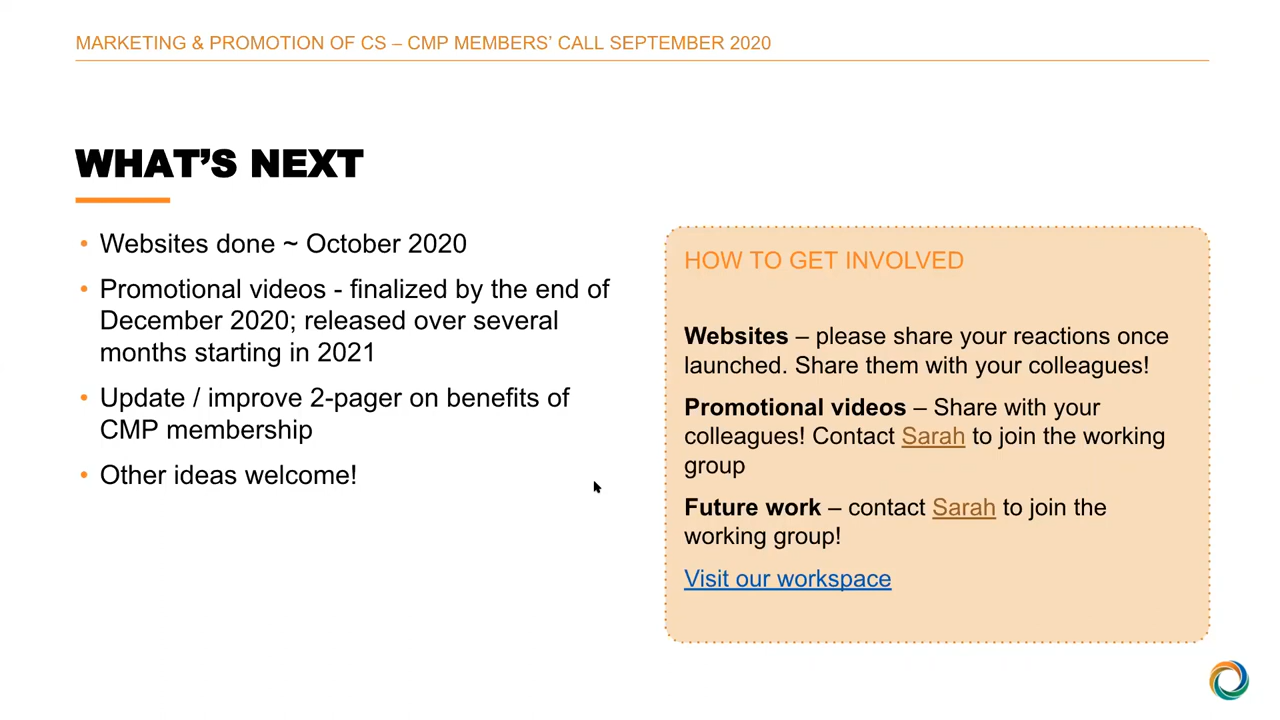 MARKETING & PROMOTION OF CS – CMP MEMBERS’ CALL SEPTEMBER 2020
WHAT’S NEXT
• Websites done ~ October 2020
• Promotional videos - finalized by the end of
December 2020; released over several
months starting in 2021
• Update / improve 2-pager on benefits of
CMP membership
• Other ideas welcome!
HOW TO GET INVOLVED
Websites – please share your reactions once
launched. Share them with your colleagues!
Promotional videos – Share with your
colleagues! Contact Sarah to join the working
group
Future work – contact Sarah to join the
working group!
Visit our workspace